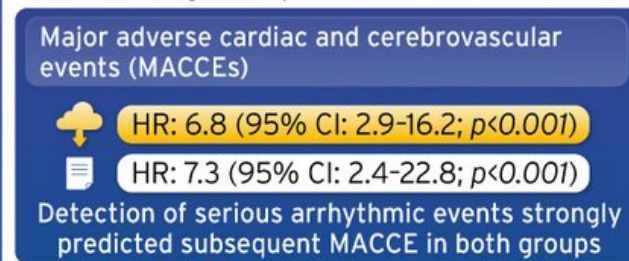 Major adverse cardiac and cerebrovascular
events (MACCEs)
HR: 6.8 (95% CI: 2.9-16.2; p<0.001)
HR: 7.3 (95% CI: 2.4-22.8; p<0.001)
Detection of serious arrhythmic events strongly
predicted subsequent MACCE in both groups